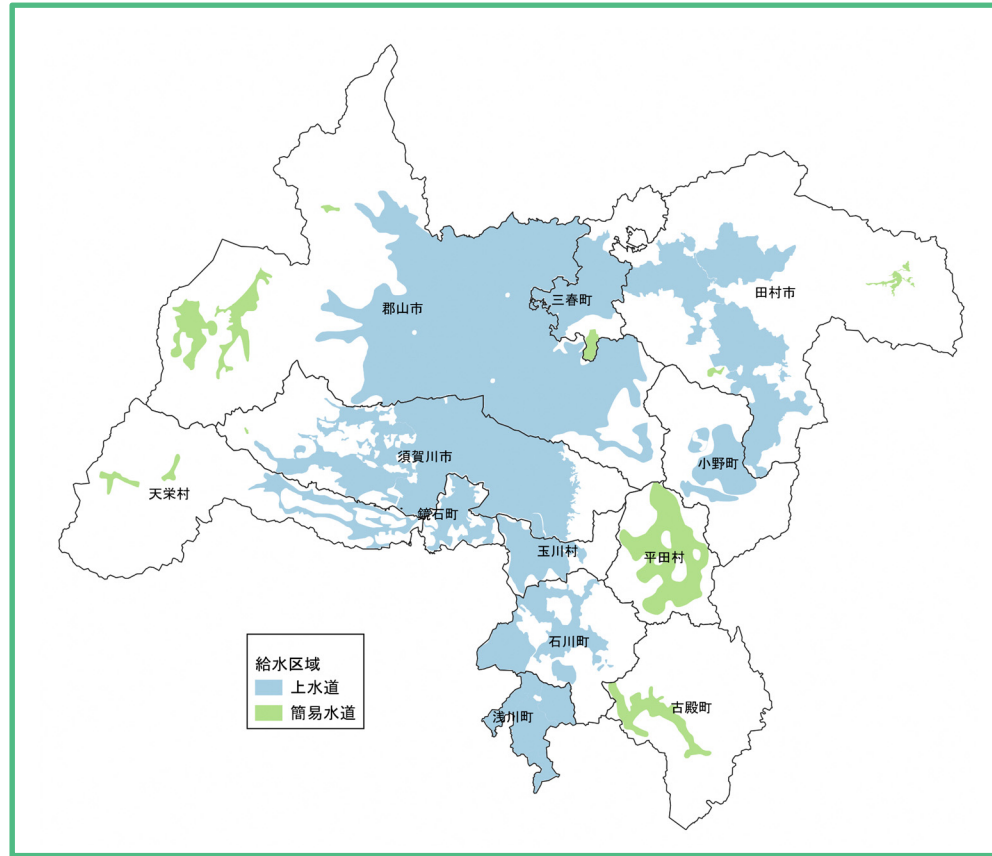 郡山市
三春町
田村市
須賀川市
小野町
天栄村
鏡石町
玉川村
平田村
石川町
古殿町
浅川町
給水区域
上水道
簡易水道